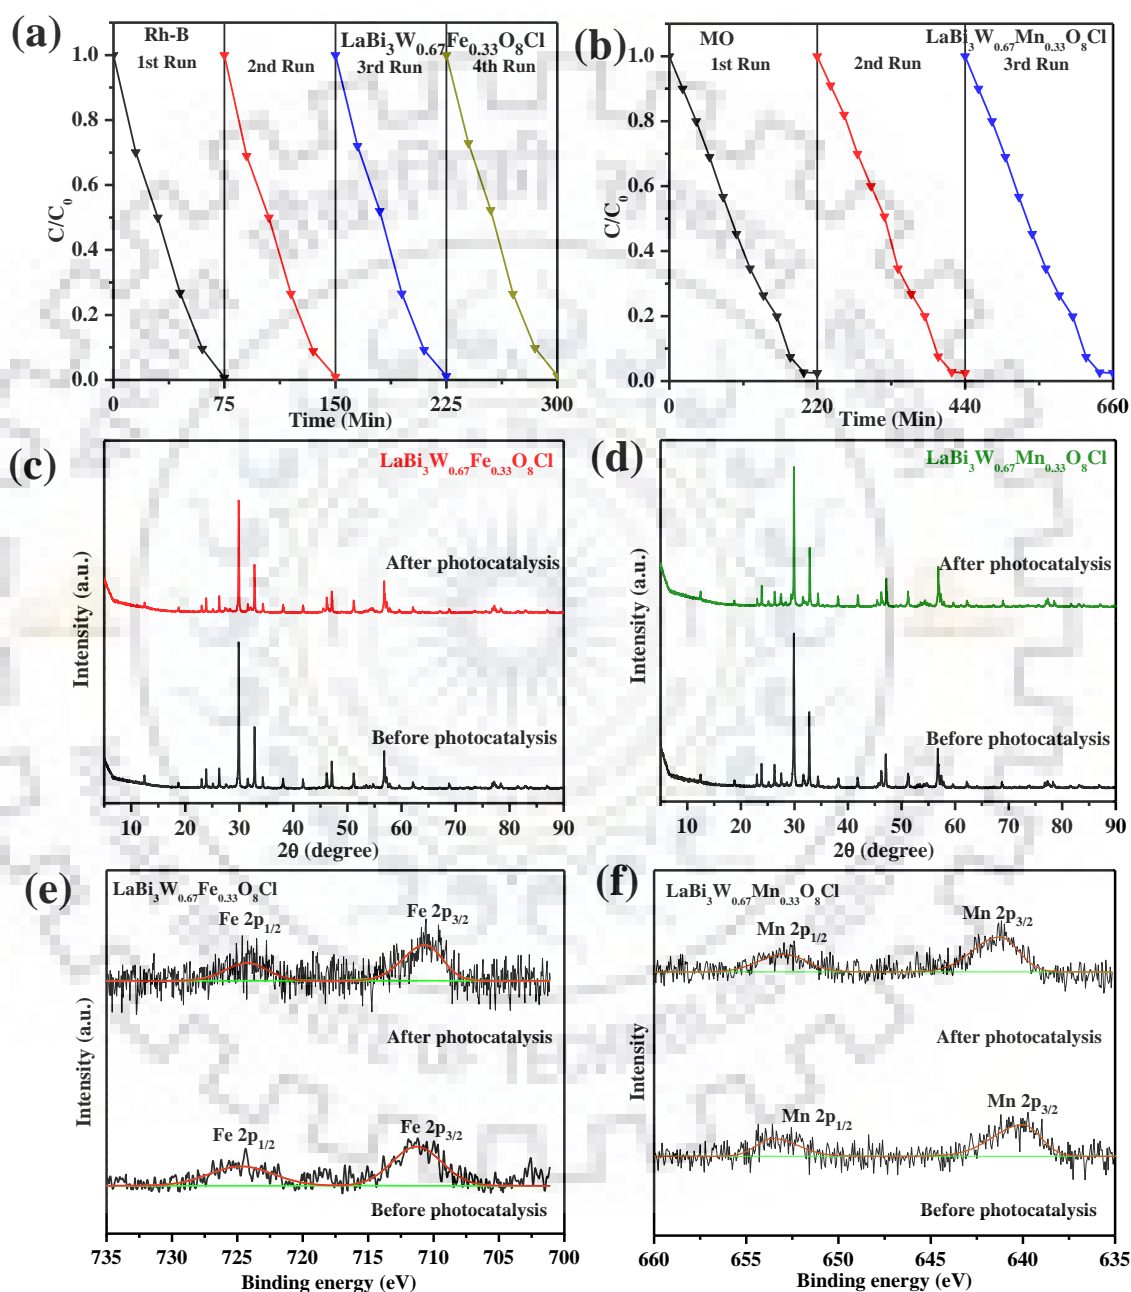 (a)
Rh-B
LaBi3W0.67Fe0.33O8Cl
1st Run
2nd Run
3rd Run
4th Run
C/C0
1.0
0.8
0.6
0.4
0.2
0.0
0
75
150
225
300
Time (Min)
(b)
MO
LaBi3W0.67Mn0.33O8Cl
1st Run
2nd Run
3rd Run
C/C0
1.0
0.8
0.6
0.4
0.2
0.0
0
220
440
660
Time (Min)
(c)
LaBi3W0.67Fe0.33O8Cl
After photocatalysis
Before photocatalysis
Intensity (a.u.)
10 20 30 40 50 60 70 80 90
2θ (degree)
(d)
LaBi3W0.67Mn0.33O8Cl
After photocatalysis
Before photocatalysis
Intensity (a.u.)
10 20 30 40 50 60 70 80 90
2θ (degree)
(e)
LaBi3W0.67Fe0.33O8Cl
Fe 2p1/2
Fe 2p3/2
After photocatalysis
Fe 2p1/2
Fe 2p3/2
Before photocatalysis
Intensity (a.u.)
735 730 725 720 715 710 705 700
Binding energy (eV)
(f)
LaBi3W0.67Mn0.33O8Cl
Mn 2p1/2
Mn 2p3/2
After photocatalysis
Mn 2p1/2
Mn 2p3/2
Before photocatalysis
Intensity
660 655 650 645 640 635
Binding energy (eV)